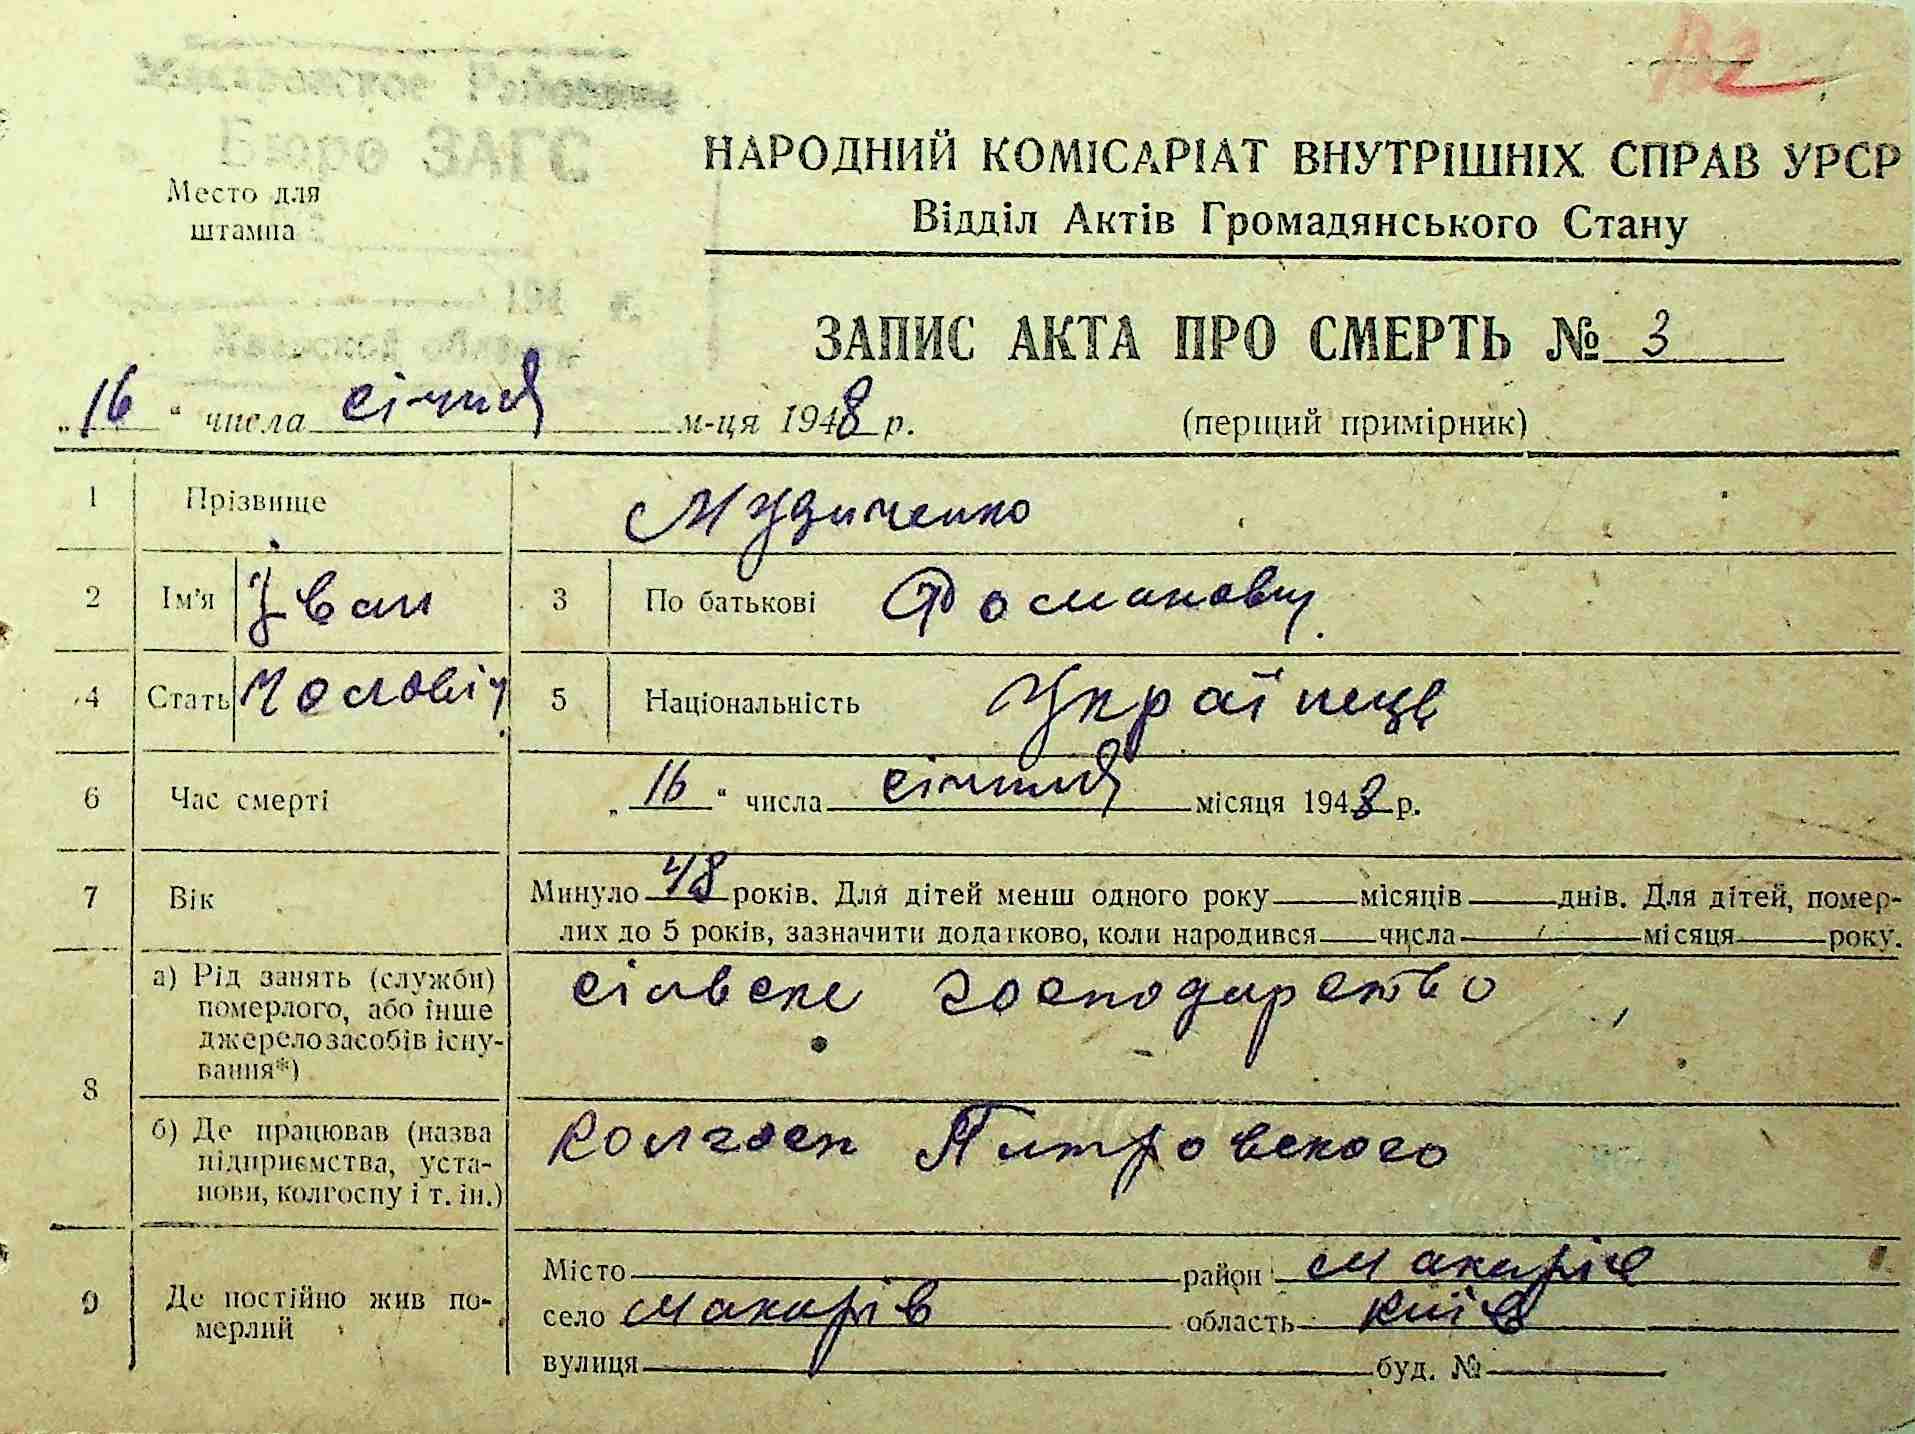 Бюро ЗАГС
Место для
штампа
194 г.
Киевской области
В2
НАРОДНИЙ КОМІСАРІАТ ВНУТРІШНІХ СПРАВ УРСР
Відділ Актів Громадянського Стану
ЗАПИС АКТА ПРО СМЕРТЬ № 3
„16“ числа січня м-ця 1948 р. (перший примірник)
1 Прізвище Мудиченко
2 Ім'я Іван 3 По батькові Фоманович
4 Стать Чоловіч 5 Національність Українець
6 Час смерті „16“ числа січня місяця 1948 р.
7 Вік Минуло 48 років. Для дітей менш одного року місяців днів. Для дітей, помер-
лих до 5 років, зазначити додатково, коли народився числа місяця року.
8 а) Рід занять (служби) померлого, або інше джерело засобів існування*) сільске господарство
б) Де працював (назва підприємства, установи, колгоспу і т. ін.) колгосп Питровского
9 Де постійно жив померлий
Місто район Макарів
село Макарів область Київ
вулиця буд. №